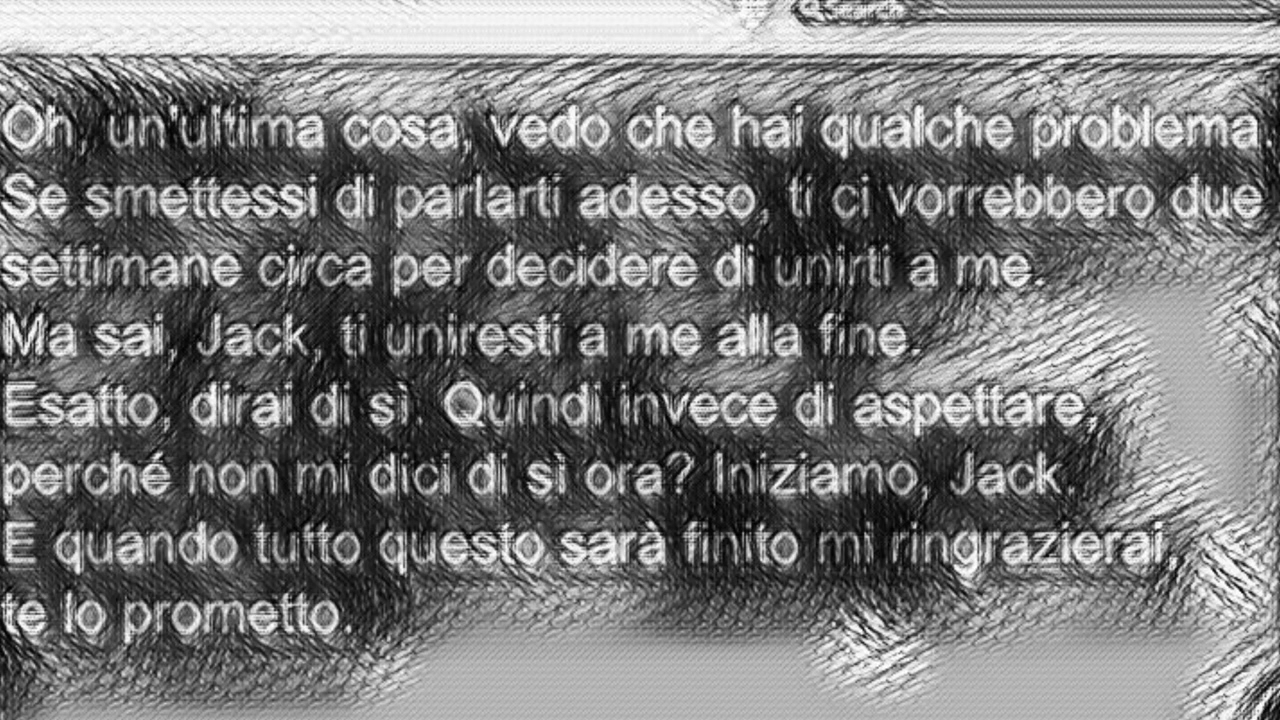 Search
Oh, un'ultima cosa, vedo che hai qualche problema.
Se smettessi di parlarti adesso, ti ci vorrebbero due
settimane circa per decidere di unirti a me.
Ma sai, Jack, ti uniresti a me alla fine.
Esatto, dirai di sì. Quindi invece di aspettare,
perché non mi dici di sì ora? Iniziamo, Jack.
E quando tutto questo sarà finito mi ringrazierai,
te lo prometto.